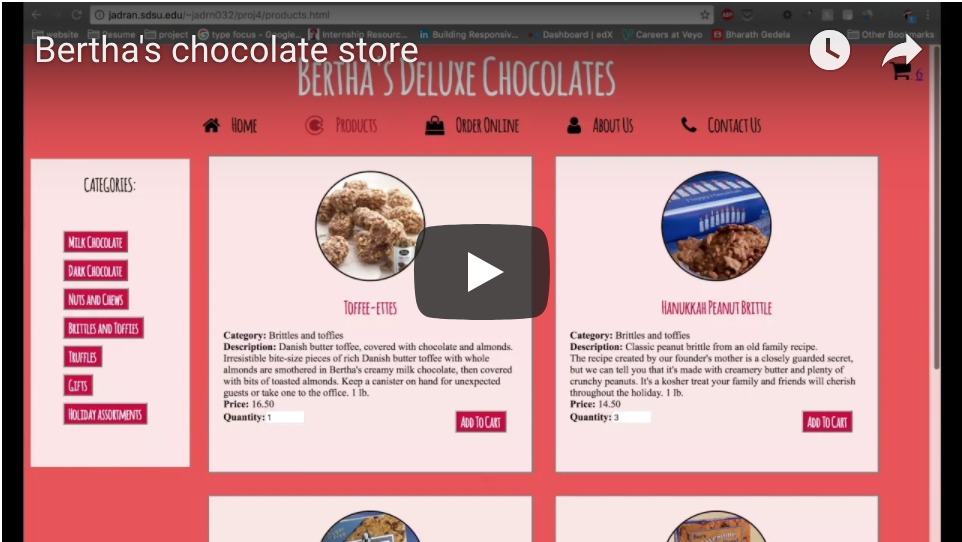 jadran.sdsu.edu/~jadrn032/proj4/products.html
website Resume project type focus - Google... Internship Resourc... Building Responsiv... Dashboard | edX Careers at Veyo Bharath Gedela Other Bookmarks
Bertha's chocolate store
Bertha's Deluxe Chocolates
6
Home Products Order Online About Us Contact Us
Categories:
Milk Chocolate
Dark Chocolate
Nuts and Chews
Brittles and Toffies
Truffles
Gifts
Holiday assortments
Toffee-ettes
Category: Brittles and toffies
Description: Danish butter toffee, covered with chocolate and almonds.
Irresistible bite-size pieces of rich Danish butter toffee with whole
almonds are smothered in Bertha's creamy milk chocolate, then covered
with bits of toasted almonds. Keep a canister on hand for unexpected
guests or take one to the office. 1 lb.
Price: 16.50
Quantity: 1
Add To Cart
Hanukkah Peanut Brittle
Category: Brittles and toffies
Description: Classic peanut brittle from an old family recipe.
The recipe created by our founder's mother is a closely guarded secret,
but we can tell you that it's made with creamery butter and plenty of
crunchy peanuts. It's a kosher treat your family and friends will cherish
throughout the holiday. 1 lb.
Price: 14.50
Quantity: 3
Add To Cart